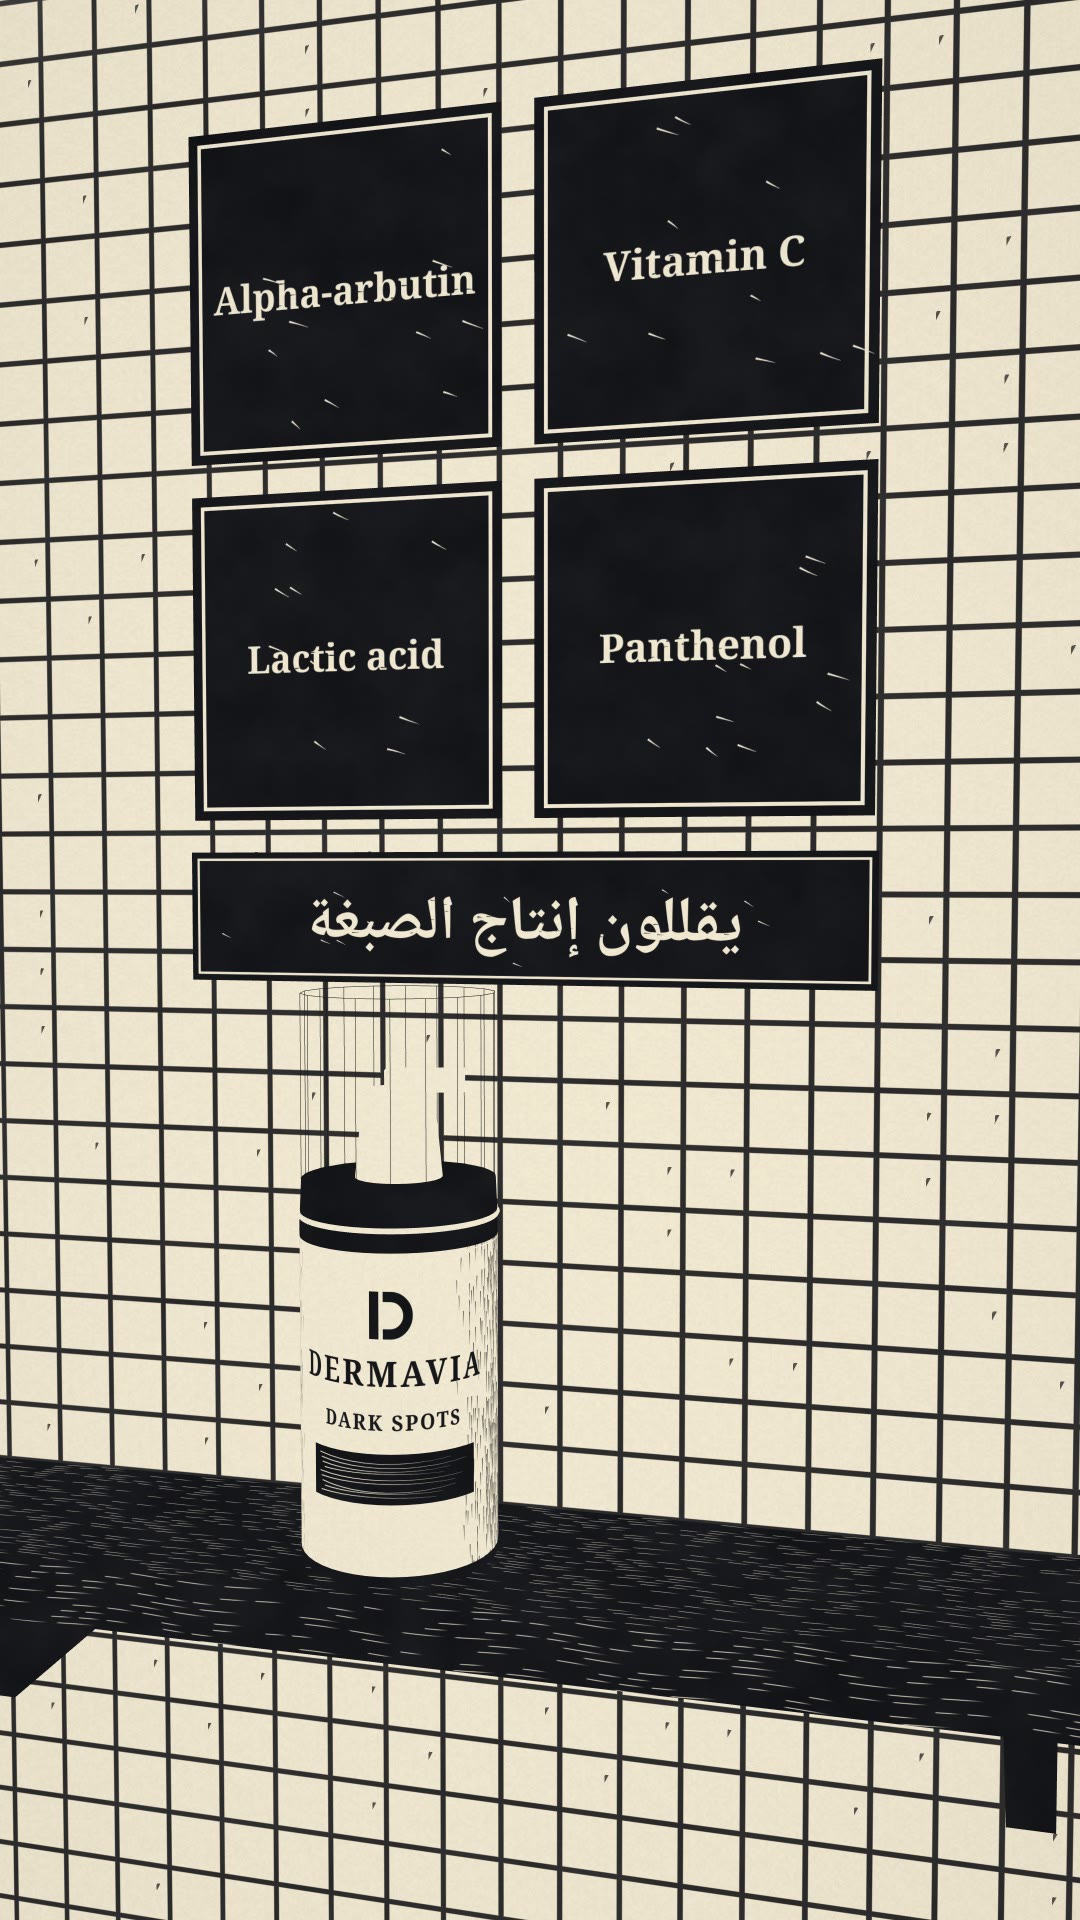 Alpha-arbutin
Vitamin C
Lactic acid
Panthenol
يقللون إنتاج الصبغة
D
DERMAVIA
DARK SPOTS